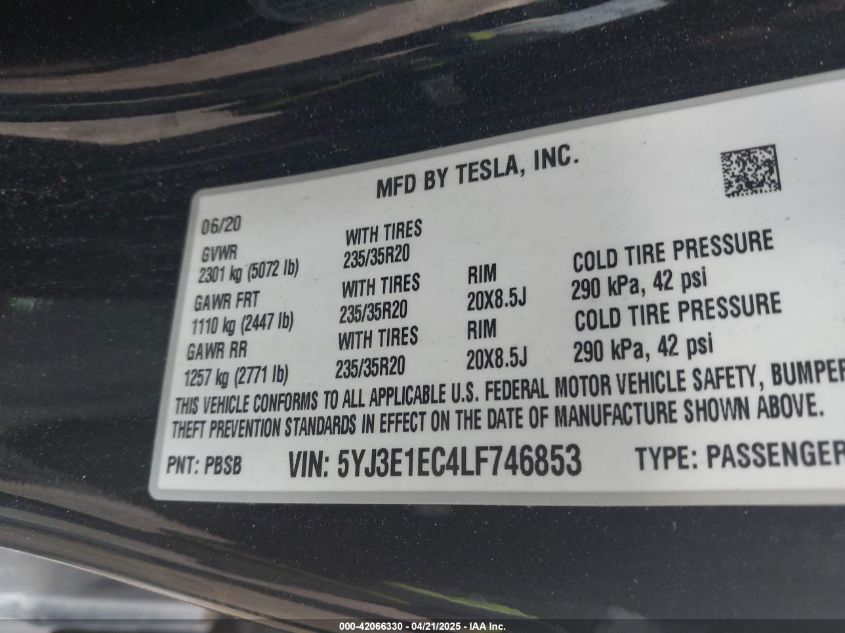 MFD BY TESLA, INC.
06/20
GVWR
2301 kg (5072 lb)
WITH TIRES
235/35R20
GAWR FRT
1110 kg (2447 lb)
WITH TIRES
235/35R20
RIM
20X8.5J
COLD TIRE PRESSURE
290 kPa, 42 psi
GAWR RR
1257 kg (2771 lb)
WITH TIRES
235/35R20
RIM
20X8.5J
COLD TIRE PRESSURE
290 kPa, 42 psi
THIS VEHICLE CONFORMS TO ALL APPLICABLE U.S. FEDERAL MOTOR VEHICLE SAFETY, BUMPER
THEFT PREVENTION STANDARDS IN EFFECT ON THE DATE OF MANUFACTURE SHOWN ABOVE.
PNT: PBSB VIN: 5YJ3E1EC4LF746853 TYPE: PASSENGER
000-42066330 - 04/21/2025 - IAA Inc.